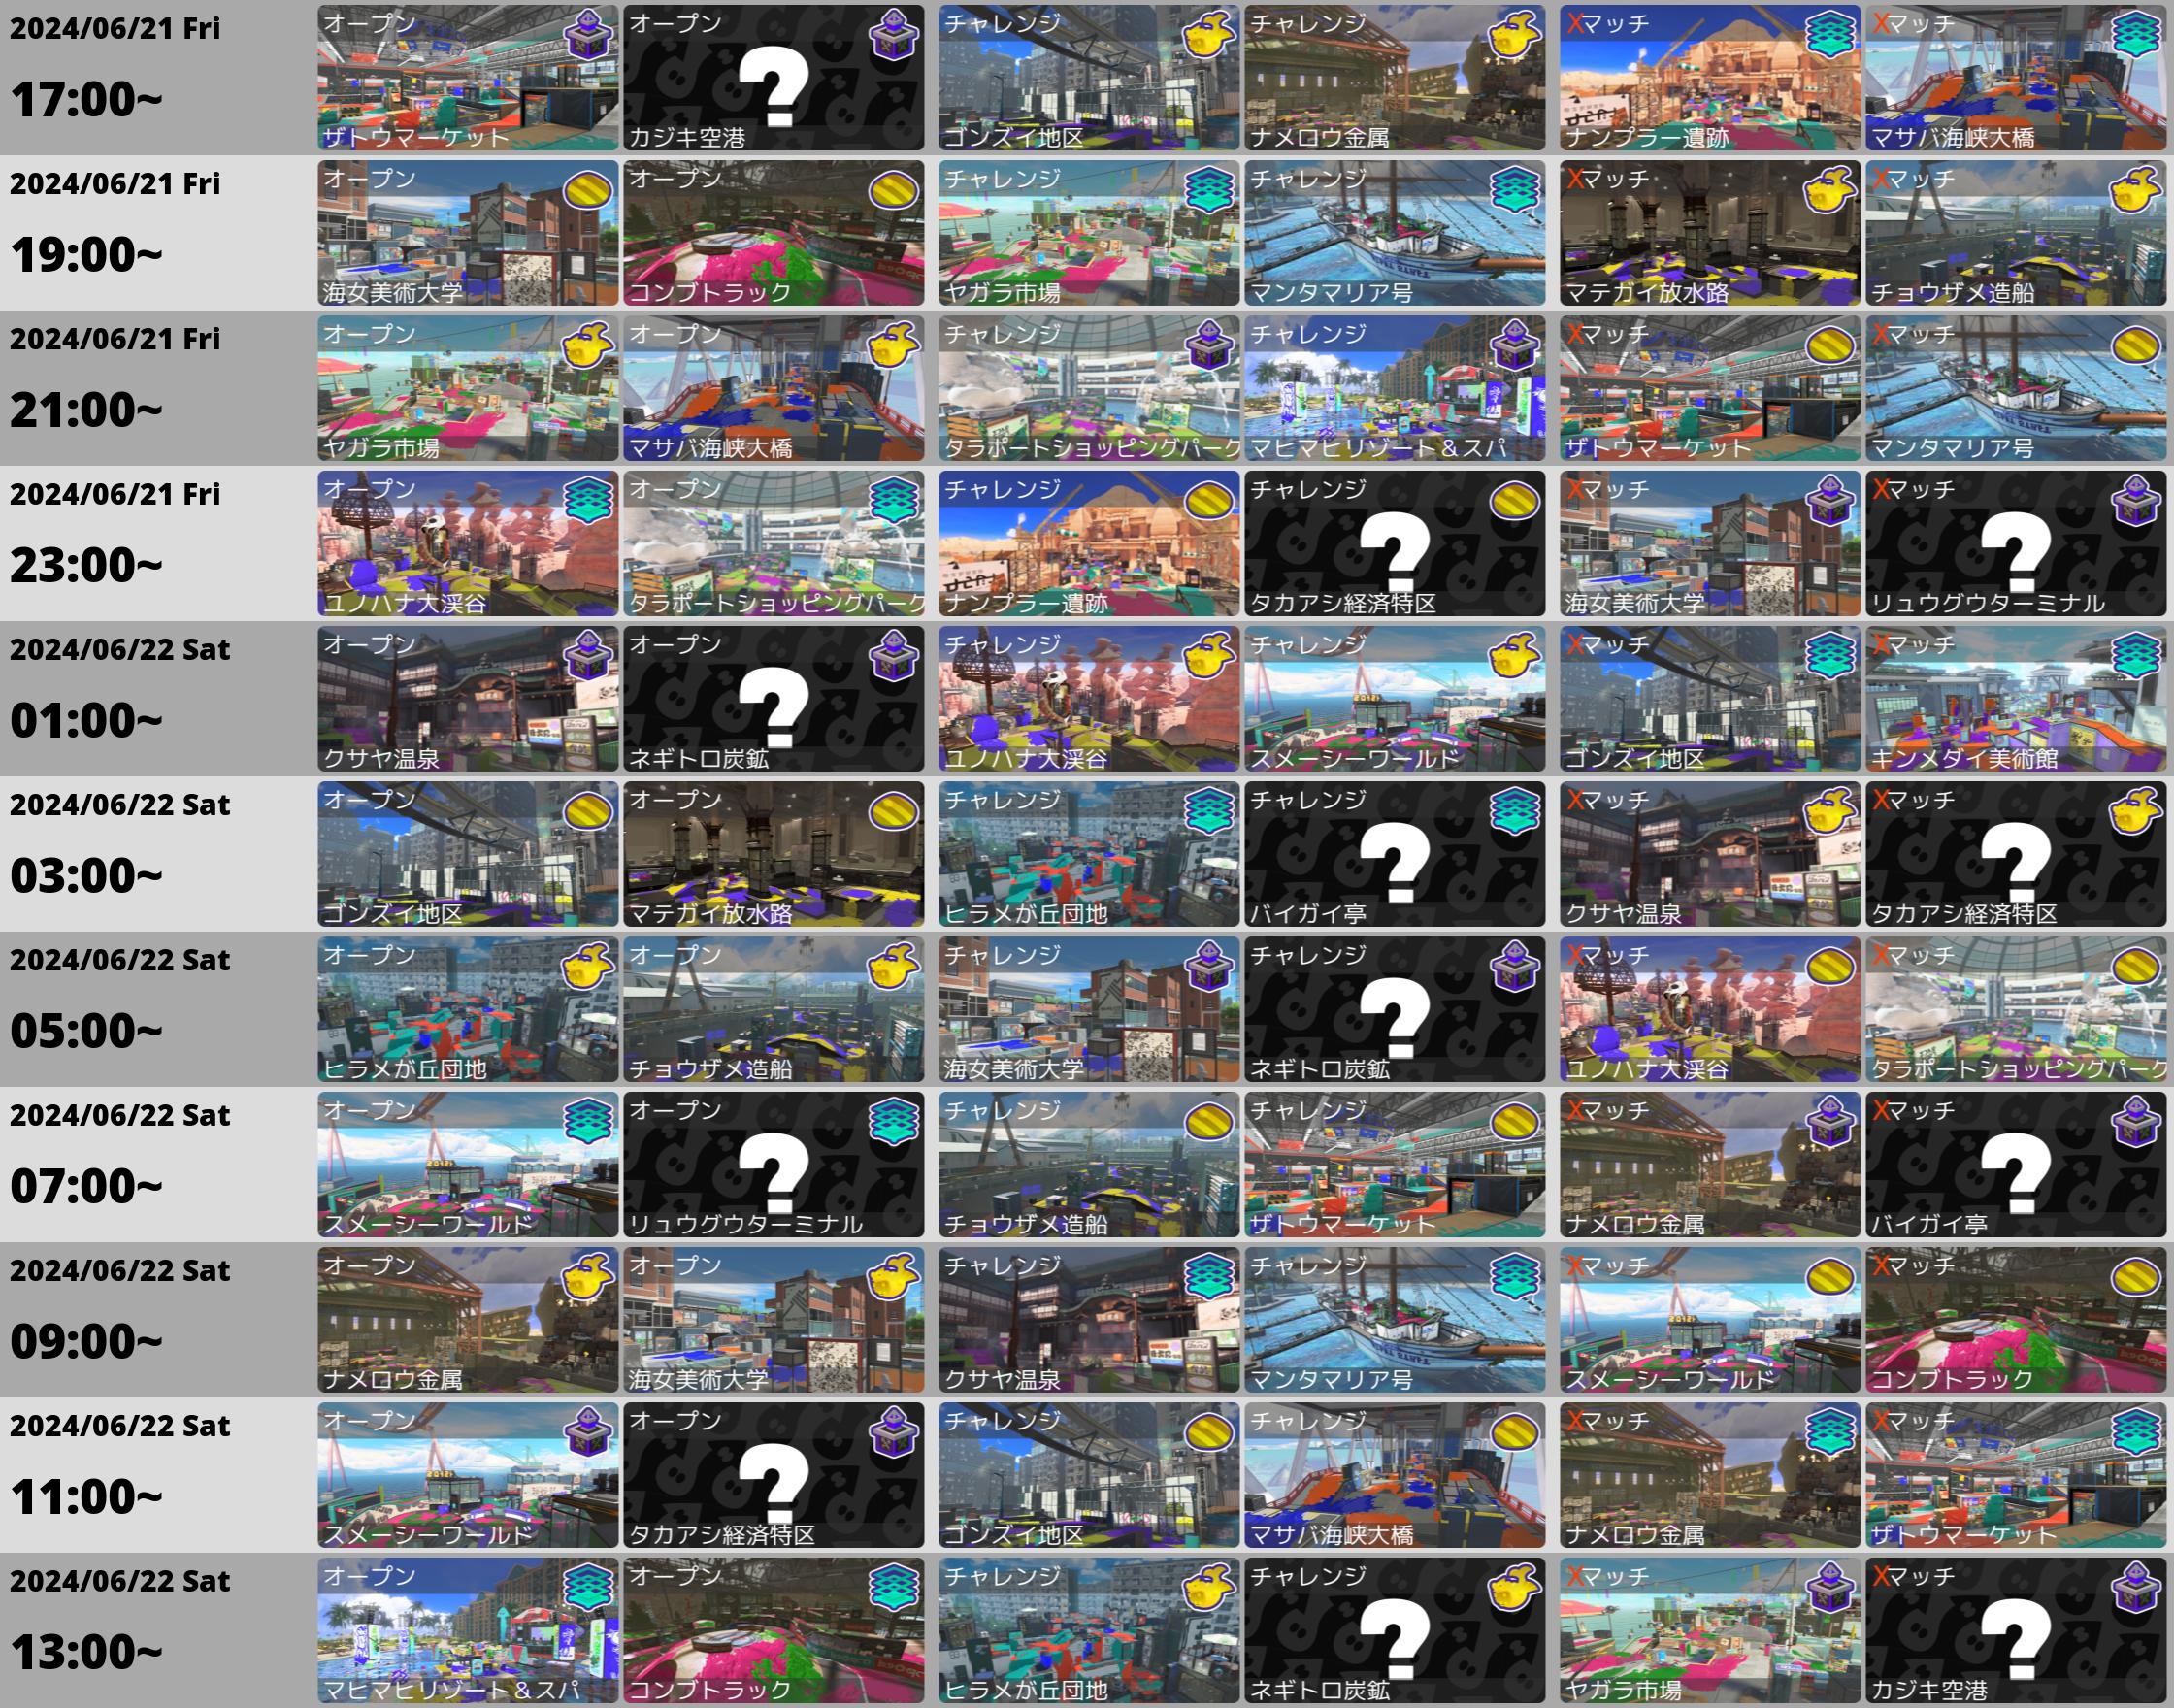 2024/06/21 Fri
17:00~
オープン
ザトウマーケット
オープン
カジキ空港
チャレンジ
ゴンズイ地区
チャレンジ
ナメロウ金属
Xマッチ
ナンプラー遺跡
Xマッチ
マサバ海峡大橋
2024/06/21 Fri
19:00~
オープン
海女美術大学
オープン
コンブトラック
チャレンジ
ヤガラ市場
チャレンジ
マンタマリア号
Xマッチ
マテガイ放水路
Xマッチ
チョウザメ造船
2024/06/21 Fri
21:00~
オープン
ヤガラ市場
オープン
マサバ海峡大橋
チャレンジ
タラポートショッピングパーク
チャレンジ
マヒマヒリゾート&スパ
Xマッチ
ザトウマーケット
Xマッチ
マンタマリア号
2024/06/21 Fri
23:00~
オープン
ユノハナ大渓谷
オープン
タラポートショッピングパーク
チャレンジ
ナンプラー遺跡
チャレンジ
タカアシ経済特区
Xマッチ
海女美術大学
Xマッチ
リュウグウターミナル
2024/06/22 Sat
01:00~
オープン
クサヤ温泉
オープン
ネギトロ炭鉱
チャレンジ
ユノハナ大渓谷
チャレンジ
スメーシーワールド
Xマッチ
ゴンズイ地区
Xマッチ
キンメダイ美術館
2024/06/22 Sat
03:00~
オープン
ゴンズイ地区
オープン
マテガイ放水路
チャレンジ
ヒラメが丘団地
チャレンジ
バイガイ亭
Xマッチ
クサヤ温泉
Xマッチ
タカアシ経済特区
2024/06/22 Sat
05:00~
オープン
ヒラメが丘団地
オープン
チョウザメ造船
チャレンジ
海女美術大学
チャレンジ
ネギトロ炭鉱
Xマッチ
ユノハナ大渓谷
Xマッチ
タラポートショッピングパーク
2024/06/22 Sat
07:00~
オープン
スメーシーワールド
オープン
リュウグウターミナル
チャレンジ
チョウザメ造船
チャレンジ
ザトウマーケット
Xマッチ
ナメロウ金属
Xマッチ
バイガイ亭
2024/06/22 Sat
09:00~
オープン
ナメロウ金属
オープン
海女美術大学
チャレンジ
クサヤ温泉
チャレンジ
マンタマリア号
Xマッチ
スメーシーワールド
Xマッチ
コンブトラック
2024/06/22 Sat
11:00~
オープン
スメーシーワールド
オープン
タカアシ経済特区
チャレンジ
ゴンズイ地区
チャレンジ
マサバ海峡大橋
Xマッチ
ナメロウ金属
Xマッチ
ザトウマーケット
2024/06/22 Sat
13:00~
オープン
マヒマヒリゾート&スパ
オープン
コンブトラック
チャレンジ
ヒラメが丘団地
チャレンジ
ネギトロ炭鉱
Xマッチ
ヤガラ市場
Xマッチ
カジキ空港